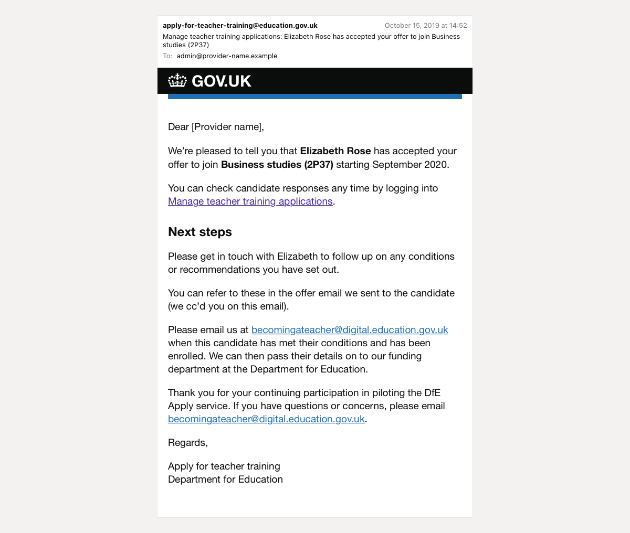 apply-for-teacher-training@education.gov.uk October 15, 2019 at 14:52
Manage teacher training applications: Elizabeth Rose has accepted your offer to join Business
studies (2P37)
To: admin@provider-name.example
GOV.UK
Dear [Provider name],
We're pleased to tell you that Elizabeth Rose has accepted your
offer to join Business studies (2P37) starting September 2020.
You can check candidate responses any time by logging into
Manage teacher training applications.
Next steps
Please get in touch with Elizabeth to follow up on any conditions
or recommendations you have set out.
You can refer to these in the offer email we sent to the candidate
(we cc'd you on this email).
Please email us at becomingateacher@digital.education.gov.uk
when this candidate has met their conditions and has been
enrolled. We can then pass their details on to our funding
department at the Department for Education.
Thank you for your continuing participation in piloting the DfE
Apply service. If you have questions or concerns, please email
becomingateacher@digital.education.gov.uk.
Regards,
Apply for teacher training
Department for Education